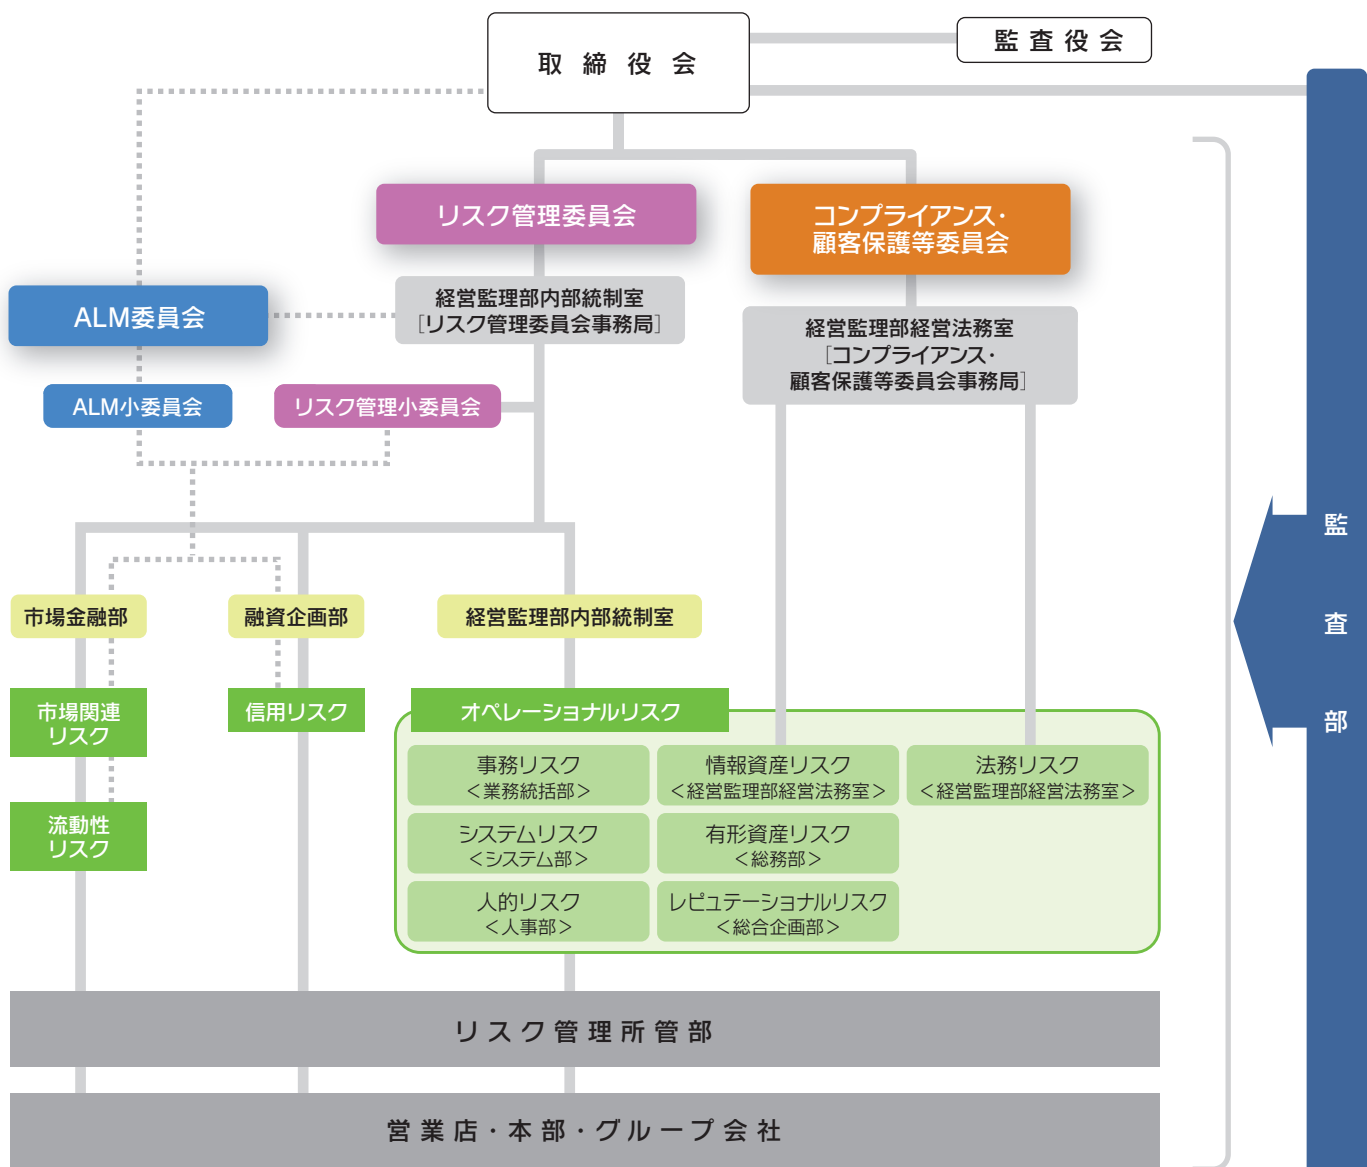 取締役会
監査役会
リスク管理委員会
コンプライアンス・
顧客保護等委員会
ALM委員会
経営監理部内部統制室
［リスク管理委員会事務局］
経営監理部経営法務室
［コンプライアンス・
顧客保護等委員会事務局］
ALM小委員会
リスク管理小委員会
監査部
市場金融部
融資企画部
経営監理部内部統制室
市場関連
リスク
信用リスク
オペレーショナルリスク
流動性
リスク
事務リスク
＜業務統括部＞
情報資産リスク
＜経営監理部経営法務室＞
法務リスク
＜経営監理部経営法務室＞
システムリスク
＜システム部＞
有形資産リスク
＜総務部＞
人的リスク
＜人事部＞
レピュテーショナルリスク
＜総合企画部＞
リスク管理所管部
営業店・本部・グループ会社